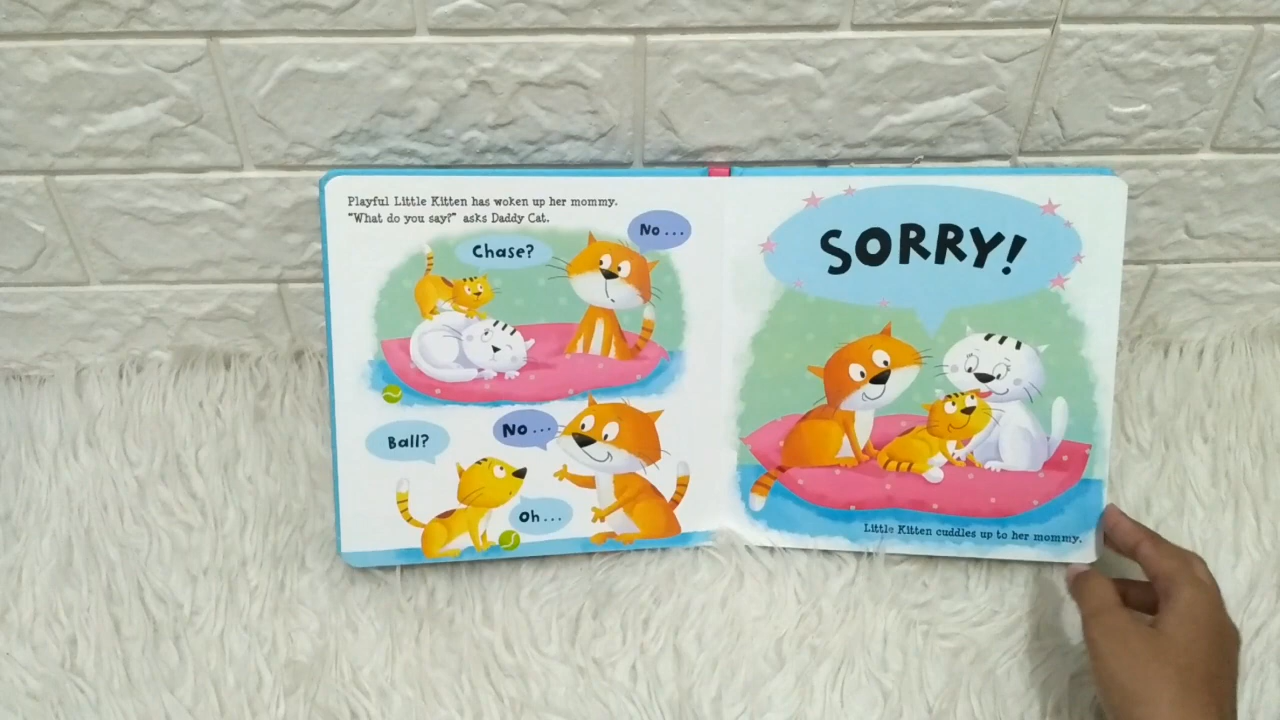 Playful Little Kitten has woken up her mommy.
"What do you say?" asks Daddy Cat.
Chase?
No...
Ball?
No...
Oh...
SORRY!
Little Kitten cuddles up to her mommy.